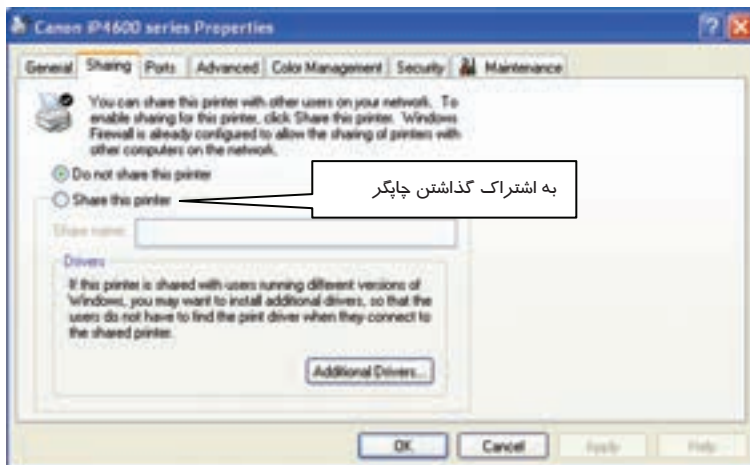 Canon iP4600 series Properties
General Sharing Ports Advanced Color Management Security Maintenance
You can share this printer with other users on your network. To
enable sharing for this printer, click Share this printer. Windows
Firewall is already configured to allow the sharing of printers with
other computers on the network.
Do not share this printer
Share this printer
به اشتراک گذاشتن چاپگر
Share name:
Drivers
If this printer is shared with users running different versions of
Windows, you may want to install additional drivers, so that the
users do not have to find the print driver when they connect to
the shared printer.
Additional Drivers...
OK Cancel Apply Help